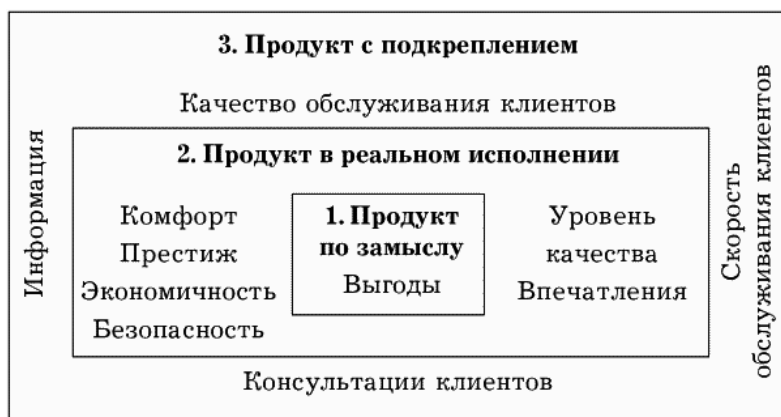 3. Продукт с подкреплением
Качество обслуживания клиентов
Информация
2. Продукт в реальном исполнении
Комфорт
Престиж
Экономичность
Безопасность
1. Продукт
по замыслу
Выгоды
Уровень
качества
Впечатления
Скорость
обслуживания клиентов
Консультации клиентов